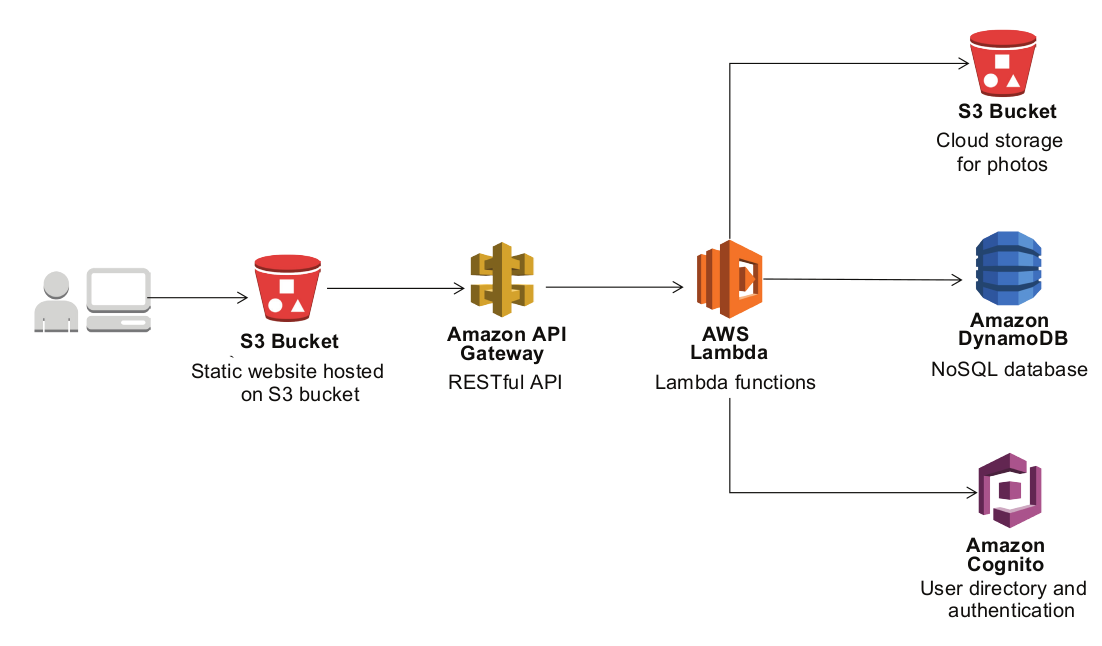 S3 Bucket
Static website hosted
on S3 bucket
Amazon API
Gateway
RESTful API
AWS
Lambda
Lambda functions
S3 Bucket
Cloud storage
for photos
Amazon
DynamoDB
NoSQL database
Amazon
Cognito
User directory and
authentication